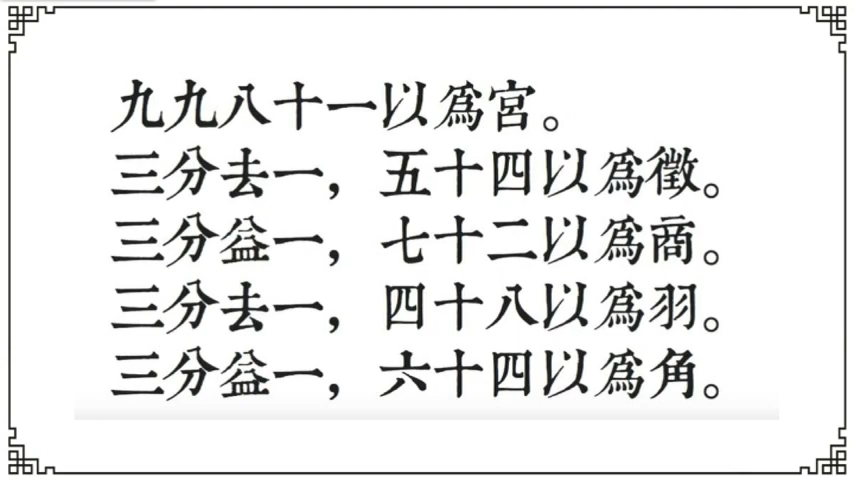 九九八十一以爲宮。
三分去一，五十四以爲徵。
三分益一，七十二以爲商。
三分去一，四十八以爲羽。
三分益一，六十四以爲角。